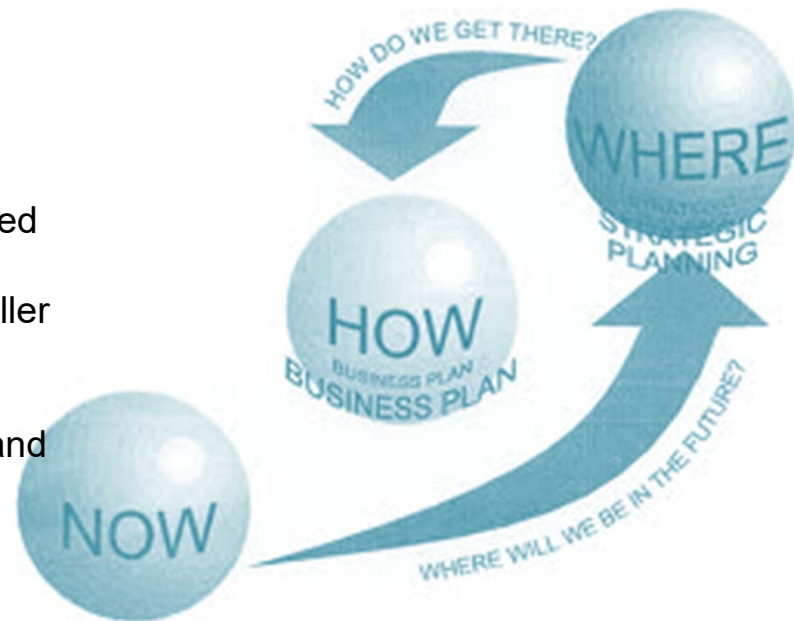 HOW DO WE GET THERE?
WHERE
STRATEGIC
STRATEGIC
PLANNING
ed
ller
HOW
BUSINESS PLAN
BUSINESS PLAN
and
NOW
WHERE WILL WE BE IN THE FUTURE?